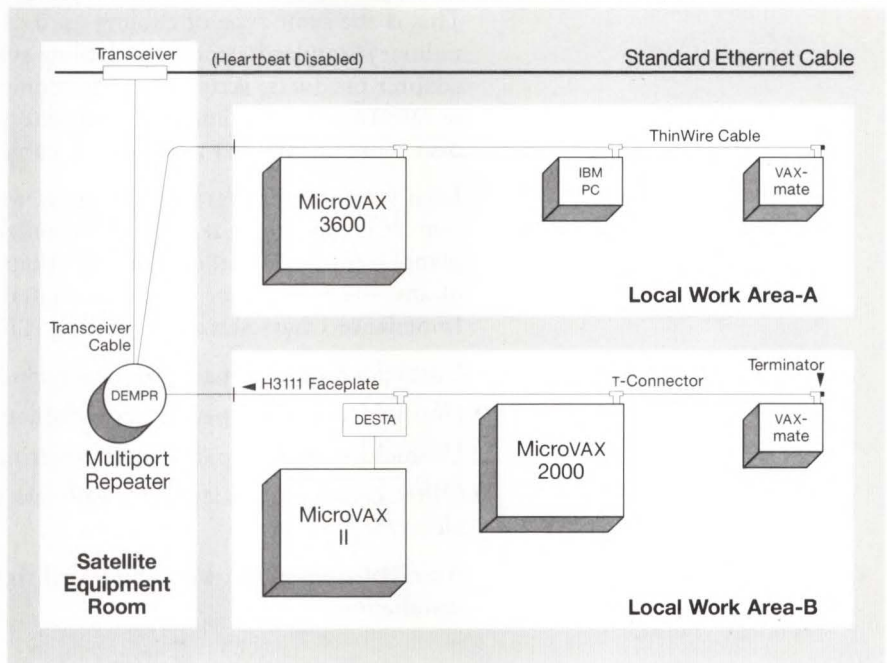 Transceiver
(Heartbeat Disabled)
Standard Ethernet Cable
ThinWire Cable
MicroVAX
3600
IBM
PC
VAX-
mate
Local Work Area-A
Transceiver
Cable
DEMPR
Multiport
Repeater
Satellite
Equipment
Room
H3111 Faceplate
T-Connector
Terminator
DESTA
MicroVAX
II
MicroVAX
2000
VAX-
mate
Local Work Area-B